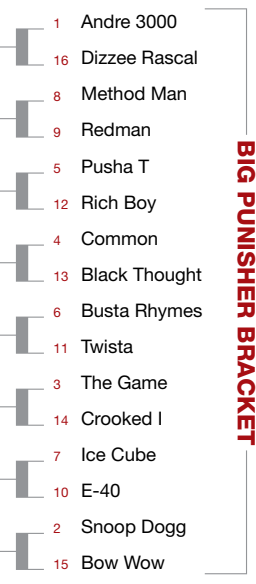 1 Andre 3000
16 Dizzee Rascal
8 Method Man
9 Redman
5 Pusha T
12 Rich Boy
4 Common
13 Black Thought
6 Busta Rhymes
11 Twista
3 The Game
14 Crooked I
7 Ice Cube
10 E-40
2 Snoop Dogg
15 Bow Wow
BIG PUNISHER BRACKET